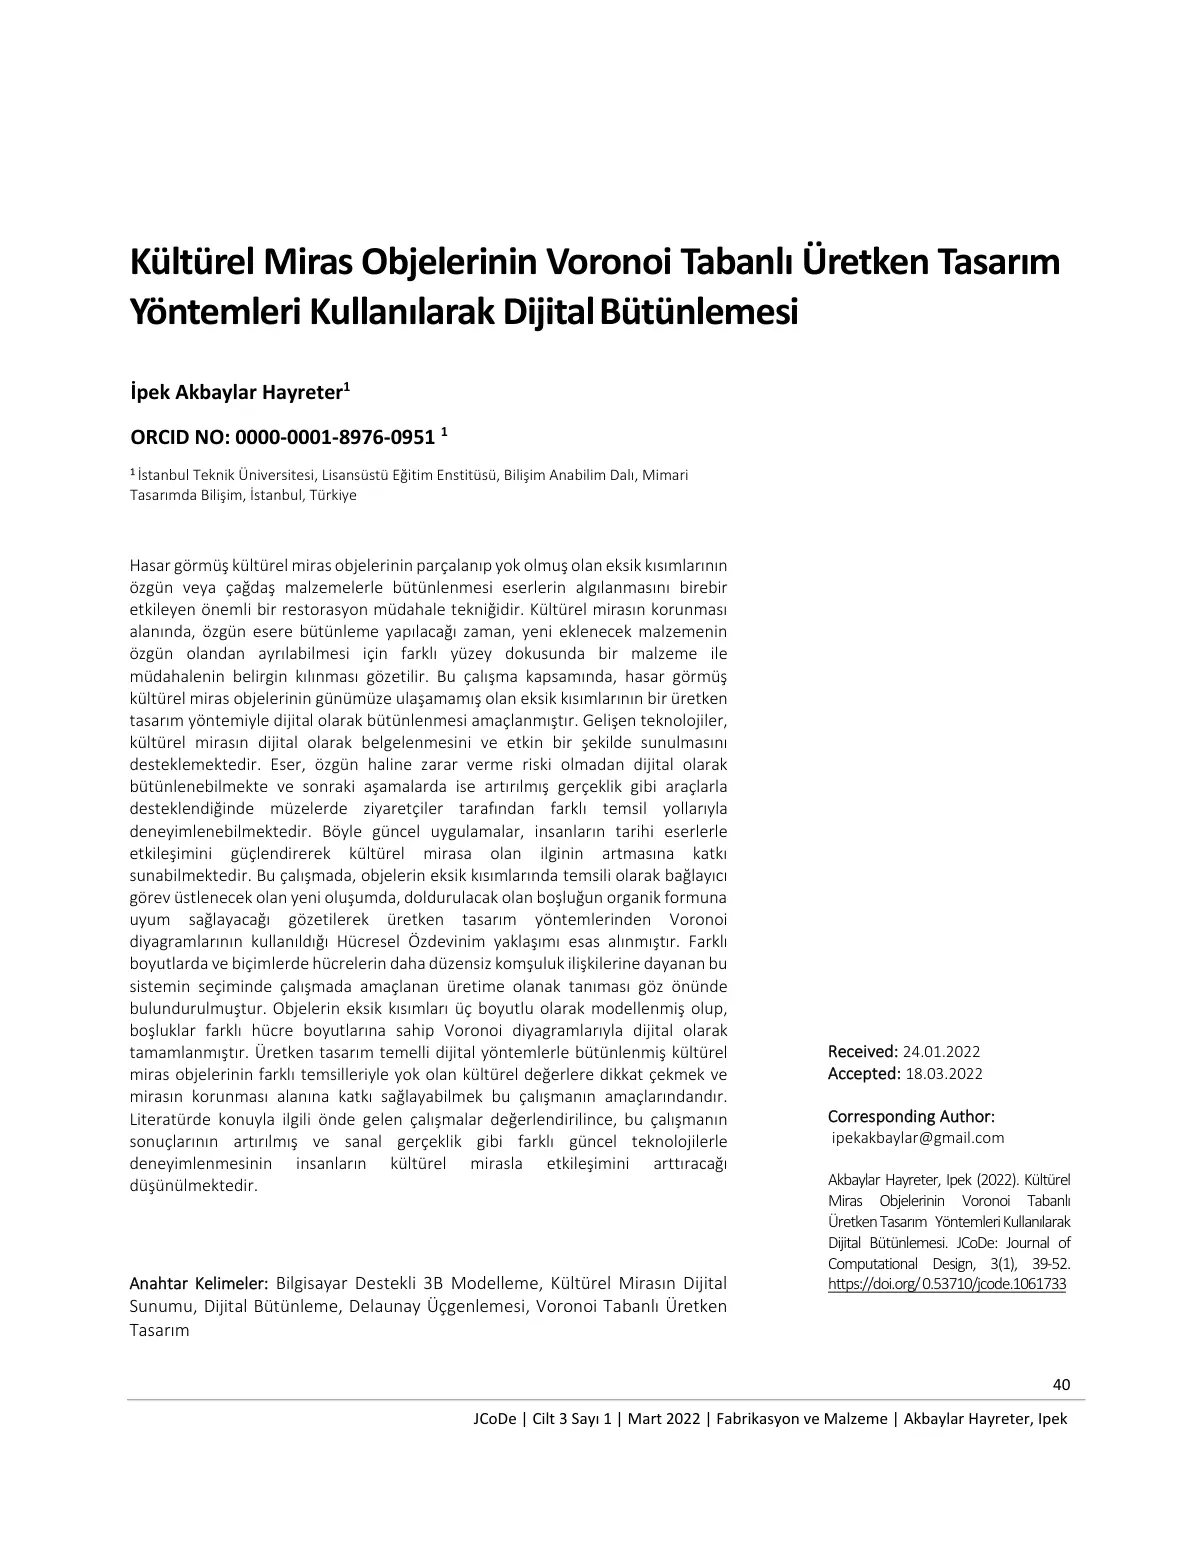 Kültürel Miras Objelerinin Voronoi Tabanlı Üretken Tasarım
Yöntemleri Kullanılarak Dijital Bütünlemesi
İpek Akbaylar Hayreter¹
ORCID NO: 0000-0001-8976-0951 ¹
¹ İstanbul Teknik Üniversitesi, Lisansüstü Eğitim Enstitüsü, Bilişim Anabilim Dalı, Mimari
Tasarımda Bilişim, İstanbul, Türkiye
Hasar görmüş kültürel miras objelerinin parçalanıp yok olmuş olan eksik kısımlarının
özgün veya çağdaş malzemelerle bütünlenmesi eserlerin algılanmasını birebir
etkileyen önemli bir restorasyon müdahale tekniğidir. Kültürel mirasın korunması
alanında, özgün esere bütünleme yapılacağı zaman, yeni eklenecek malzemenin
özgün olandan ayrılabilmesi için farklı yüzey dokusunda bir malzeme ile
müdahalenin belirgin kılınması gözetilir. Bu çalışma kapsamında, hasar görmüş
kültürel miras objelerinin günümüze ulaşamamış olan eksik kısımlarının bir üretken
tasarım yöntemiyle dijital olarak bütünlenmesi amaçlanmıştır. Gelişen teknolojiler,
kültürel mirasın dijital olarak belgelenmesini ve etkin bir şekilde sunulmasını
desteklemektedir. Eser, özgün haline zarar verme riski olmadan dijital olarak
bütünlenebilmekte ve sonraki aşamalarda ise artırılmış gerçeklik gibi araçlarla
desteklendiğinde müzelerde ziyaretçiler tarafından farklı temsil yollarıyla
deneyimlenebilmektedir. Böyle güncel uygulamalar, insanların tarihi eserlerle
etkileşimini güçlendirerek kültürel mirasa olan ilginin artmasına katkı
sunabilmektedir. Bu çalışmada, objelerin eksik kısımlarında temsili olarak bağlayıcı
görev üstlenecek olan yeni oluşumda, doldurulacak olan boşluğun organik formuna
uyum sağlayacağı gözetilerek üretken tasarım yöntemlerinden Voronoi
diyagramlarının kullanıldığı Hücresel Özdevinim yaklaşımı esas alınmıştır. Farklı
boyutlarda ve biçimlerde hücrelerin daha düzensiz komşuluk ilişkilerine dayanan bu
sistemin seçiminde çalışmada amaçlanan üretime olanak tanıması göz önünde
bulundurulmuştur. Objelerin eksik kısımları üç boyutlu olarak modellenmiş olup,
boşluklar farklı hücre boyutlarına sahip Voronoi diyagramlarıyla dijital olarak
tamamlanmıştır. Üretken tasarım temelli dijital yöntemlerle bütünlenmiş kültürel
miras objelerinin farklı temsilleriyle yok olan kültürel değerlere dikkat çekmek ve
mirasın korunması alanına katkı sağlayabilmek bu çalışmanın amaçlarındandır.
Literatürde konuyla ilgili önde gelen çalışmalar değerlendirilince, bu çalışmanın
sonuçlarının artırılmış ve sanal gerçeklik gibi farklı güncel teknolojilerle
deneyimlenmesinin insanların kültürel mirasla etkileşimini arttıracağı
düşünülmektedir.
Anahtar Kelimeler: Bilgisayar Destekli 3B Modelleme, Kültürel Mirasın Dijital
Sunumu, Dijital Bütünleme, Delaunay Üçgenlemesi, Voronoi Tabanlı Üretken
Tasarım
Received: 24.01.2022
Accepted: 18.03.2022
Corresponding Author:
ipekakbaylar@gmail.com
Akbaylar Hayreter, Ipek (2022). Kültürel
Miras Objelerinin Voronoi Tabanlı
Üretken Tasarım Yöntemleri Kullanılarak
Dijital Bütünlemesi. JCoDe: Journal of
Computational Design, 3(1), 39-52.
https://doi.org/ 0.53710/jcode.1061733
40
JCoDe | Cilt 3 Sayı 1 | Mart 2022 | Fabrikasyon ve Malzeme | Akbaylar Hayreter, Ipek